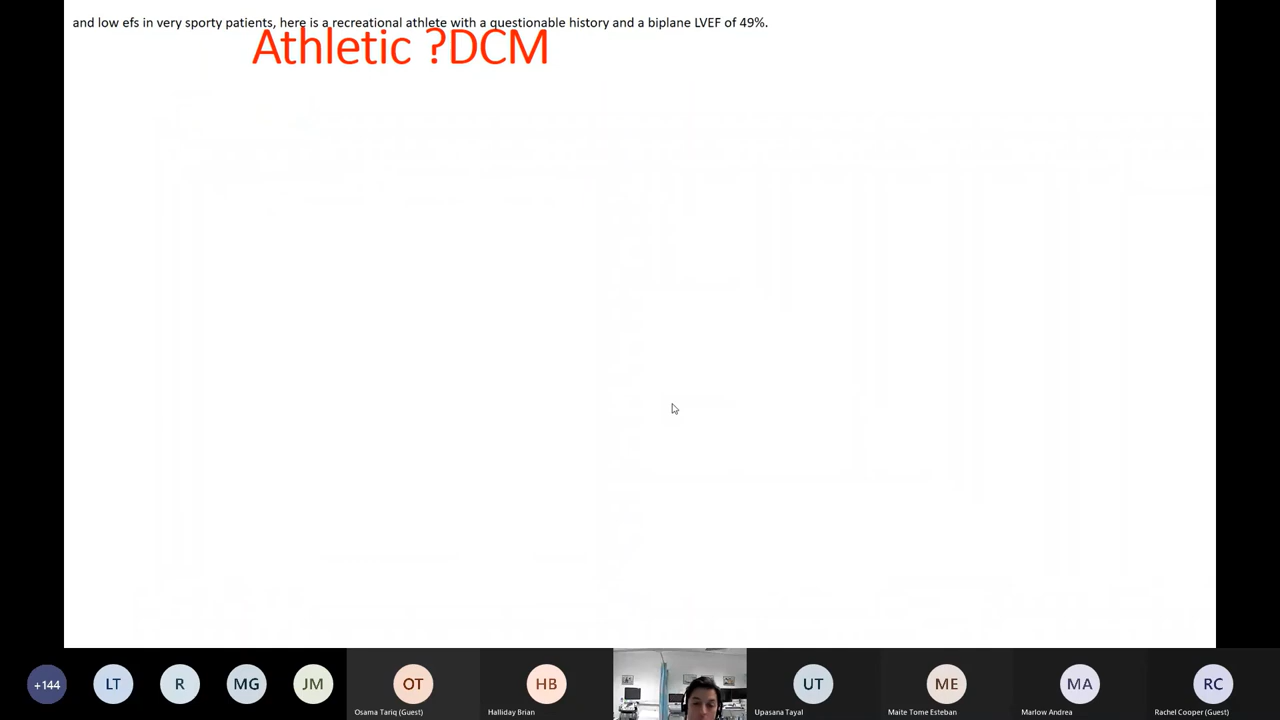 and low efs in very sporty patients, here is a recreational athlete with a questionable history and a biplane LVEF of 49%.
Athletic ?DCM
+144
LT
R
MG
JM
OT
HB
UT
ME
MA
RC
Osama Tariq (Guest)
Halliday Brian
Upasana Tayal
Maite Tome Esteban
Marlow Andrea
Rachel Cooper (Guest)